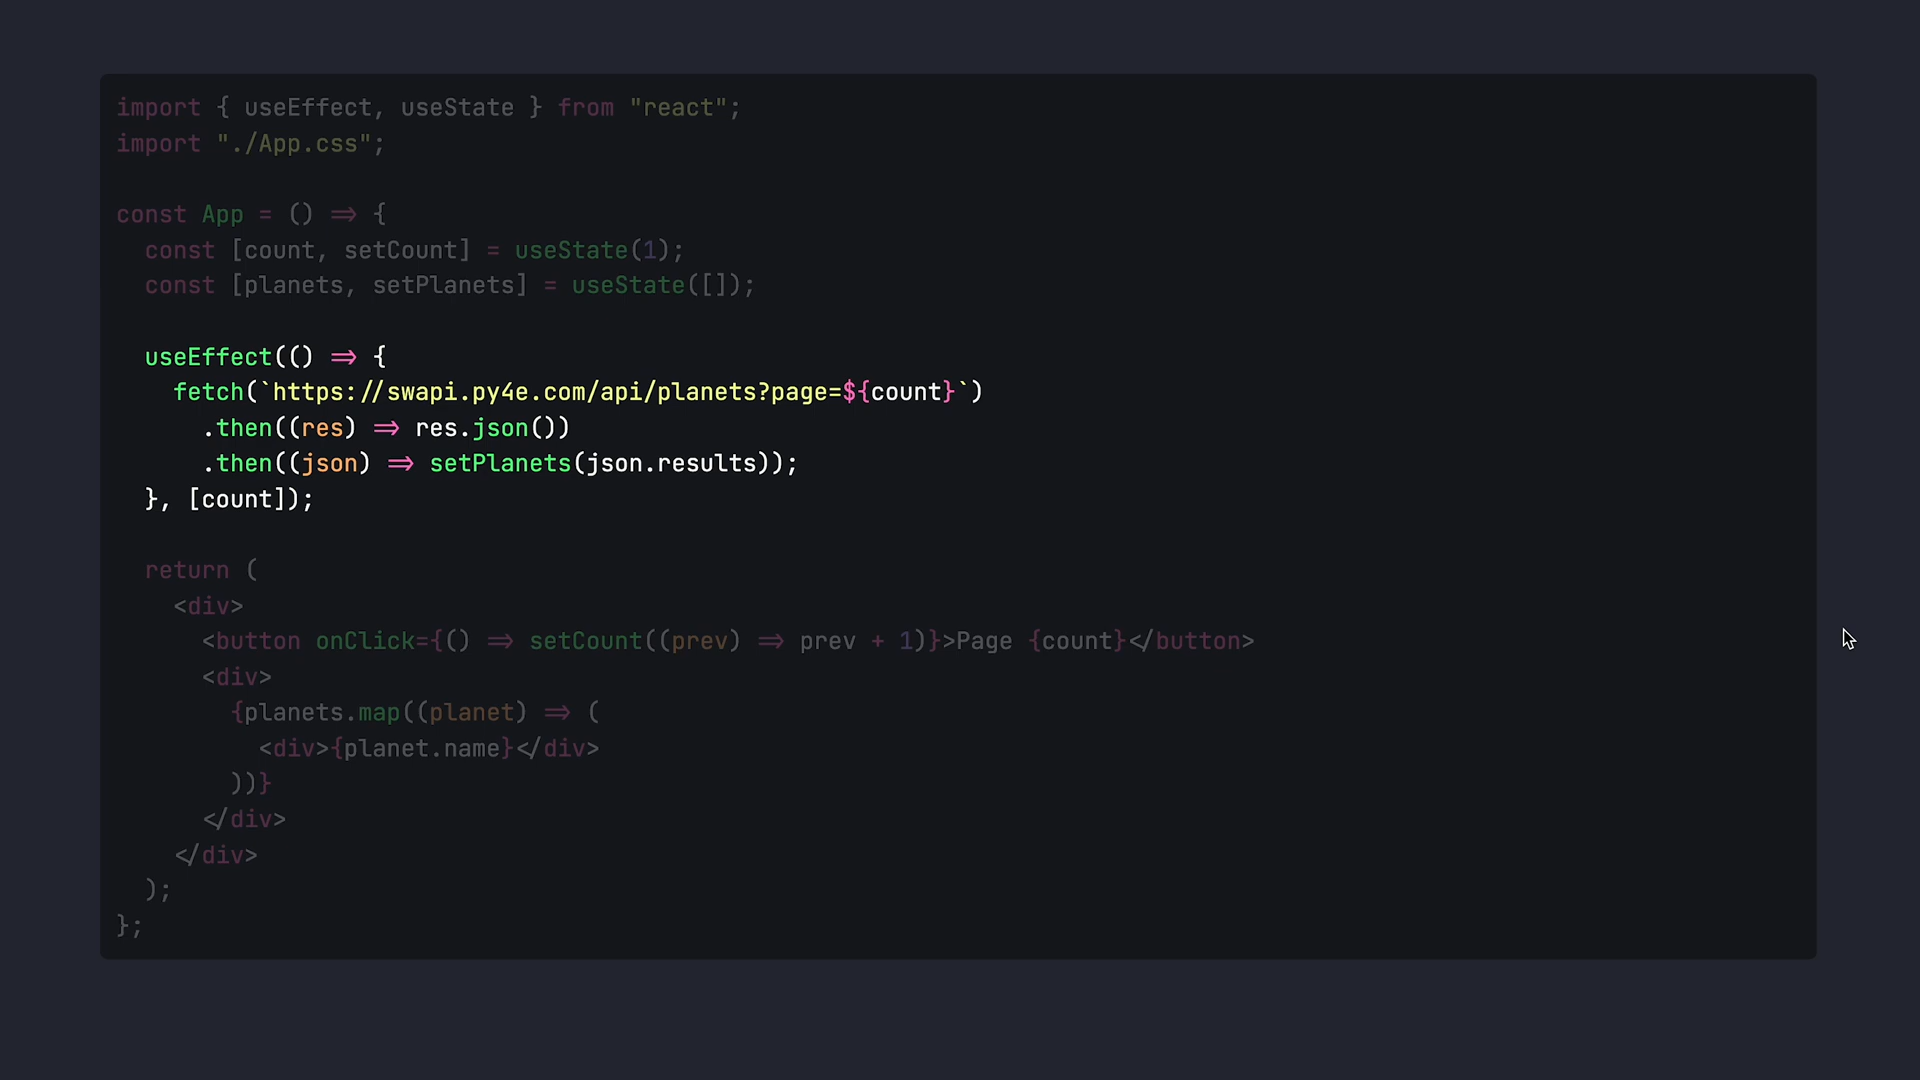 import { useEffect, useState } from "react";
import "./App.css";
const App = () => {
const [count, setCount] = useState(1);
const [planets, setPlanets] = useState([]);
useEffect(() => {
fetch(`https://swapi.py4e.com/api/planets?page=${count}`)
.then((res) => res.json())
.then((json) => setPlanets(json.results));
}, [count]);
return (
<div>
<button onClick={() => setCount((prev) => prev + 1)}>Page {count}</button>
<div>
{planets.map((planet) => (
<div>{planet.name}</div>
))}
</div>
</div>
);
};